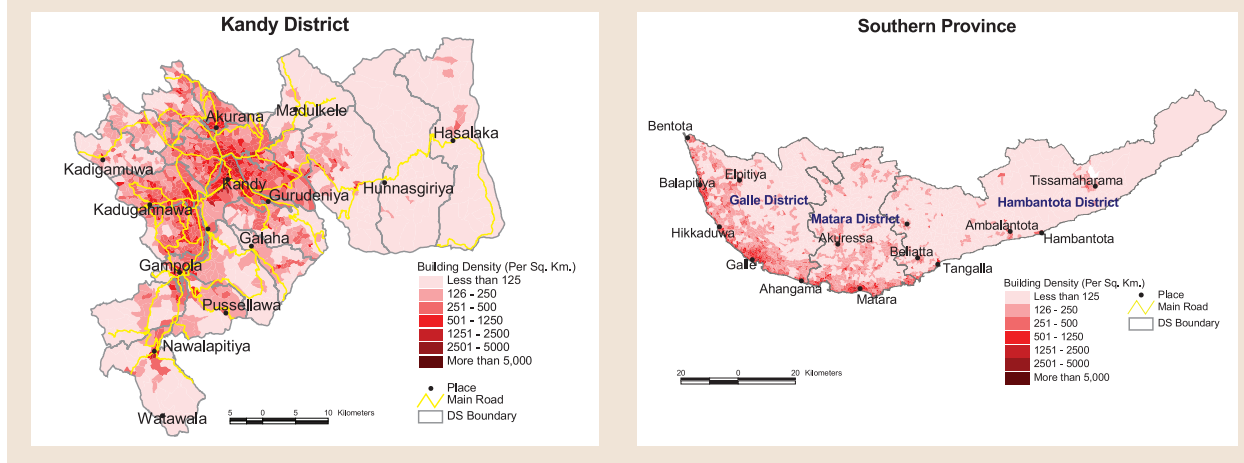 Kandy District
Akurana
Madulkele
Hasalaka
Kadigamuwa
Kandy
Hunnasgiriya
Gurudeniya
Kadugannawa
Galaha
Gampola
Pussellawa
Nawalapitiya
Watawala
Building Density (Per Sq. Km.)
Less than 125
126 - 250
251 - 500
501 - 1250
1251 - 2500
2501 - 5000
More than 5,000
Place
Main Road
DS Boundary
5 0 5 10 Kilometers
Southern Province
Bentota
Balapitiya
Elpitiya
Tissamaharama
Galle District
Hambantota District
Matara District
Hikkaduwa
Akuressa
Ambalantota
Hambantota
Beliatta
Galle
Tangalla
Ahangama
Matara
Building Density (Per Sq. Km.)
Less than 125
126 - 250
251 - 500
501 - 1250
1251 - 2500
2501 - 5000
More than 5,000
Place
Main Road
DS Boundary
20 0 20 Kilometers